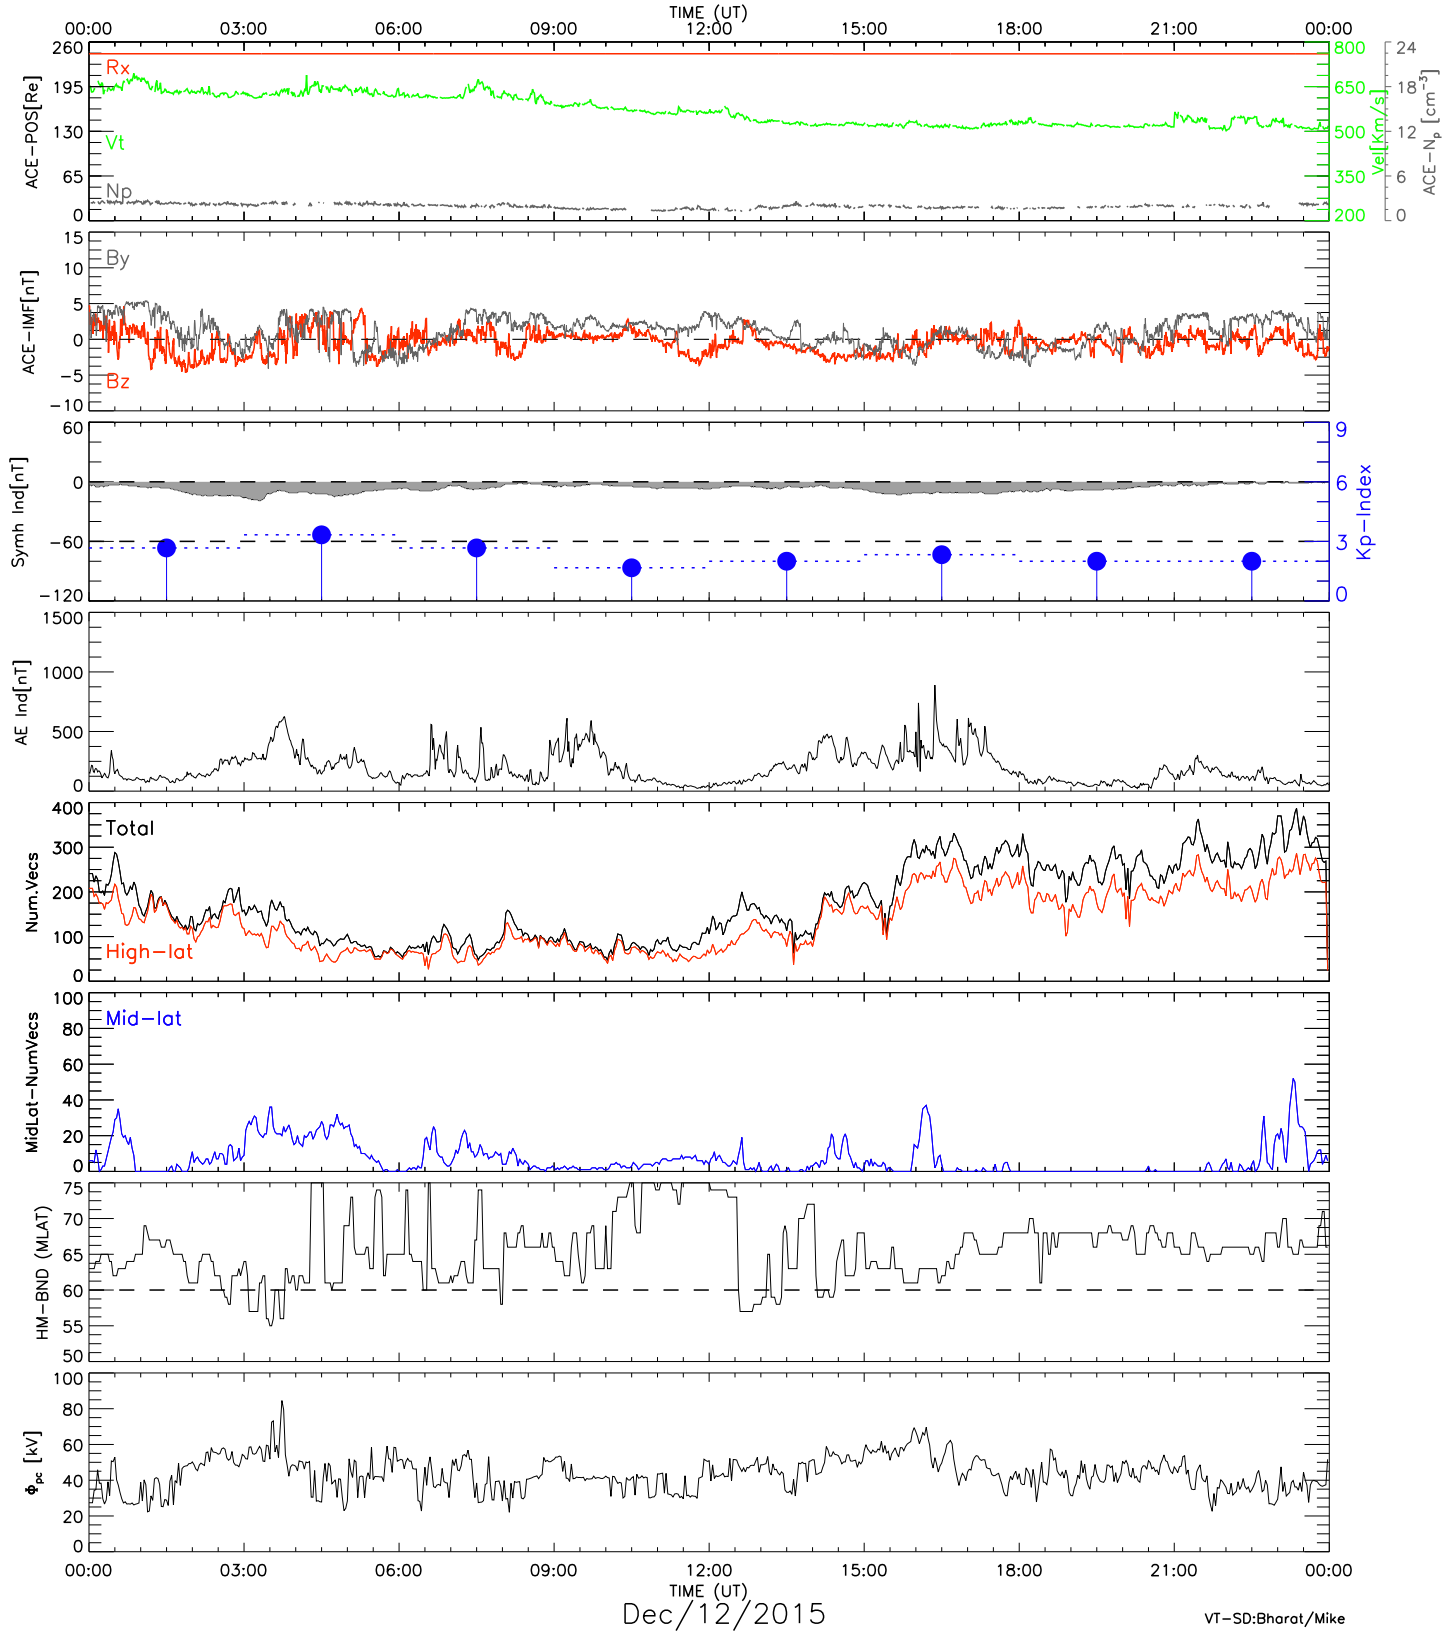 TIME (UT)
00:00 03:00 06:00 09:00 12:00 15:00 18:00 21:00 00:00
260 195 130 65 0
ACE-POS[Re]
Rx
Vt
Np
800 650 500 350 200
Vel[Km/s]
24 18 12 6 0
ACE-Np [cm-3]
15 10 5 0 -5 -10
ACE-IMF[nT]
By
Bz
60 0 -60 -120
Symh Ind[nT]
9 6 3 0
Kp-Index
1500 1000 500 0
AE Ind[nT]
400 300 200 100 0
Num.Vecs
Total
High-lat
100 80 60 40 20 0
MidLat-NumVecs
Mid-lat
75 70 65 60 55 50
HM-BND (MLAT)
100 80 60 40 20 0
Φpc [kV]
00:00 03:00 06:00 09:00 12:00 15:00 18:00 21:00 00:00
TIME (UT)
Dec/12/2015
VT-SD:Bharat/Mike